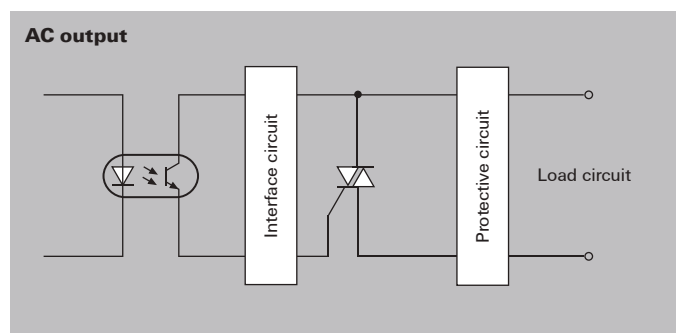 AC output
Interface circuit
Protective circuit
Load circuit